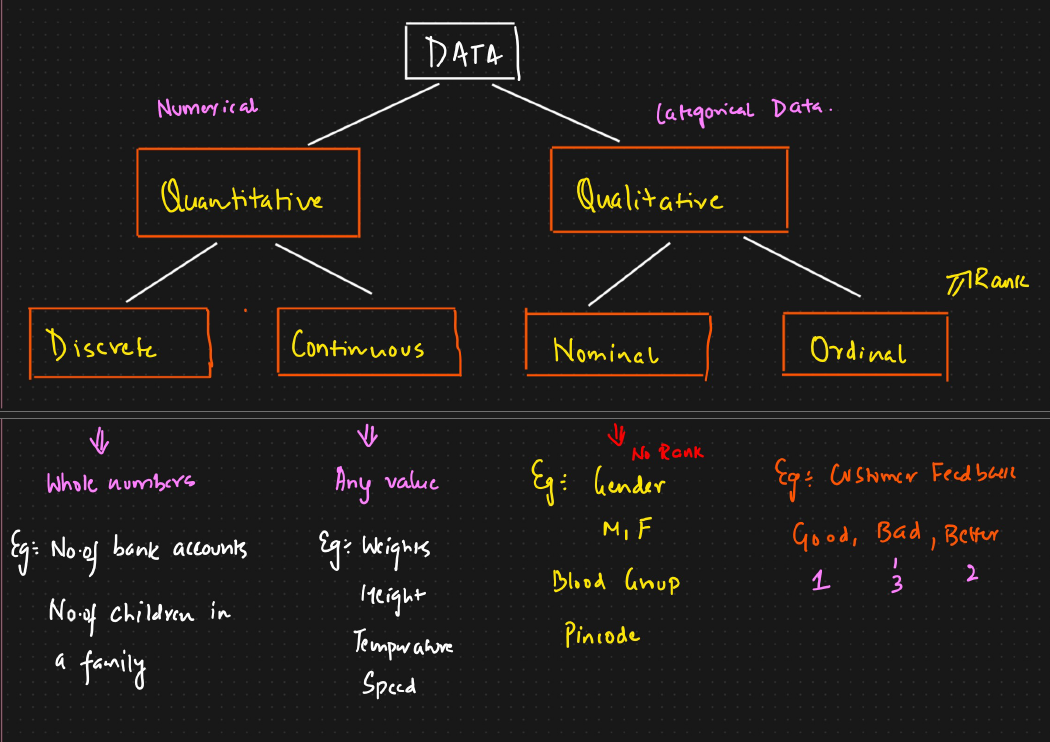 DATA
Numerical
Categorical Data.
Quantitative
Qualitative
Rank
Discrete
Continuous
Nominal
Ordinal
No Rank
Whole numbers
Any value
Eg:- Gender
Eg:- Customer Feedback
M, F
Good, Bad, Better
Eg:- No. of bank accounts
Eg:- Weights
1 3 2
Blood Group
Height
No. of children in
a family
Pincode
Temperature
Speed